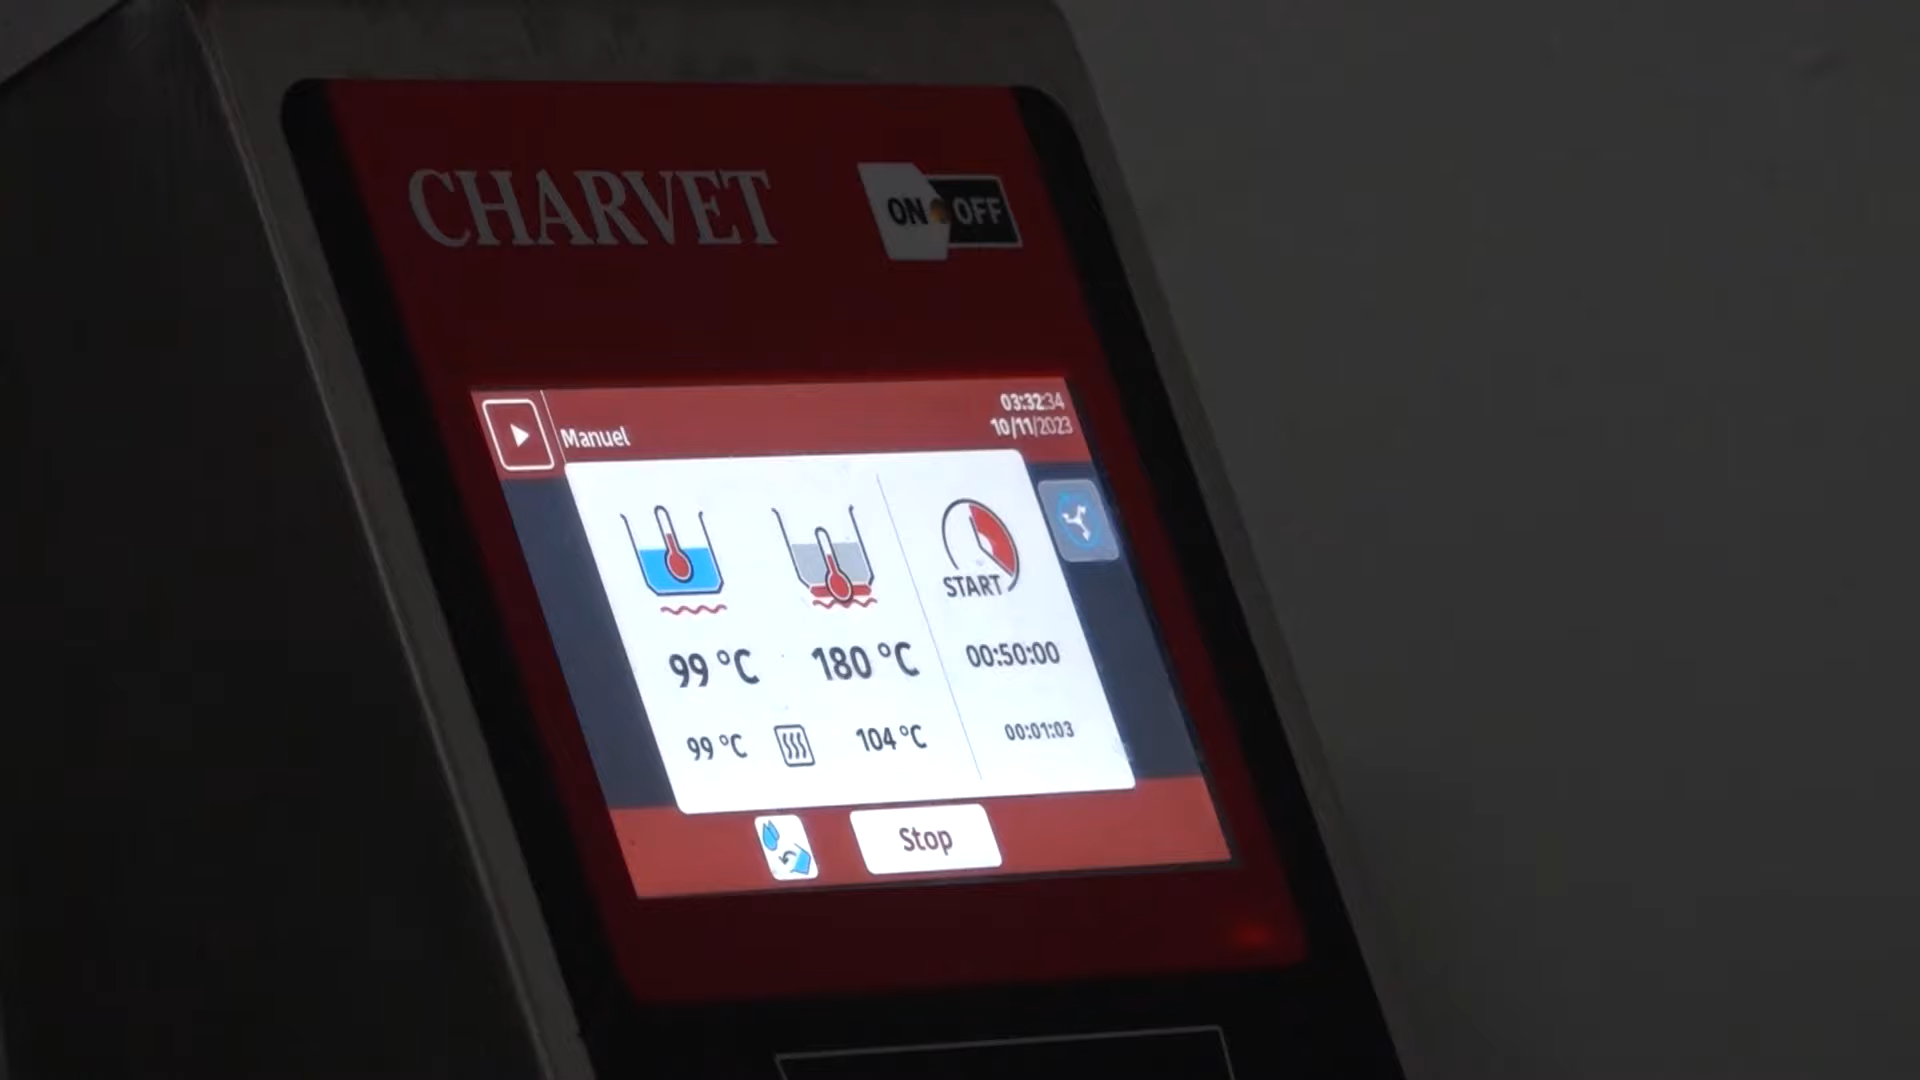 CHARVET
ON OFF
03:32:34
10/11/2023
Manuel
START
99 °C
180 °C
00:50:00
99 °C
104 °C
00:01:03
Stop